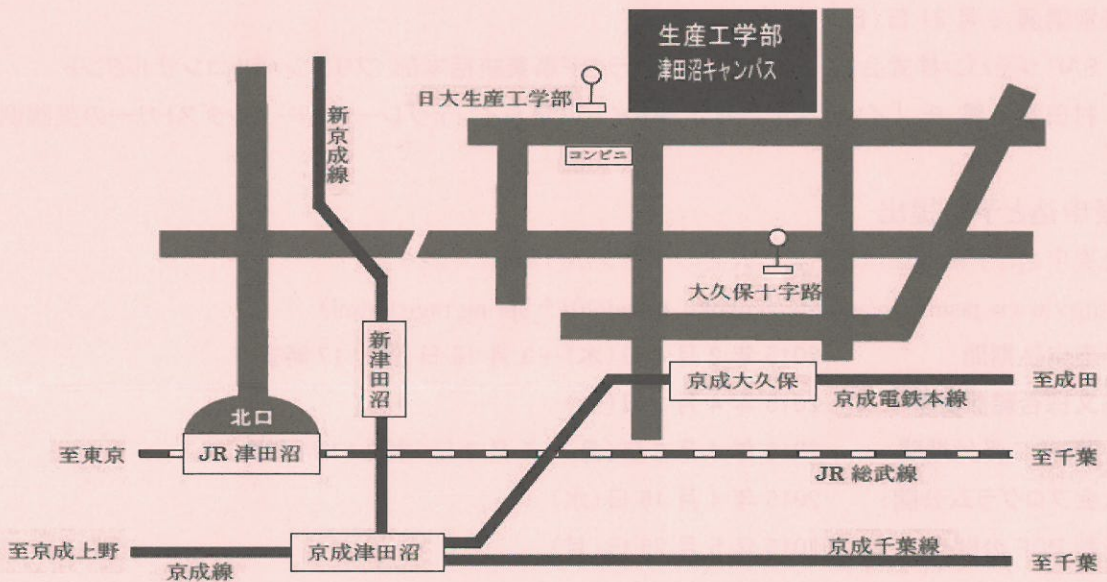 生産工学部
津田沼キャンパス
日大生産工学部
コンビニ
新京成線
大久保十字路
新津田沼
京成大久保
至成田
京成電鉄本線
北口
至東京
JR 津田沼
至千葉
JR 総武線
至京成上野
京成線
京成津田沼
京成千葉線
至千葉